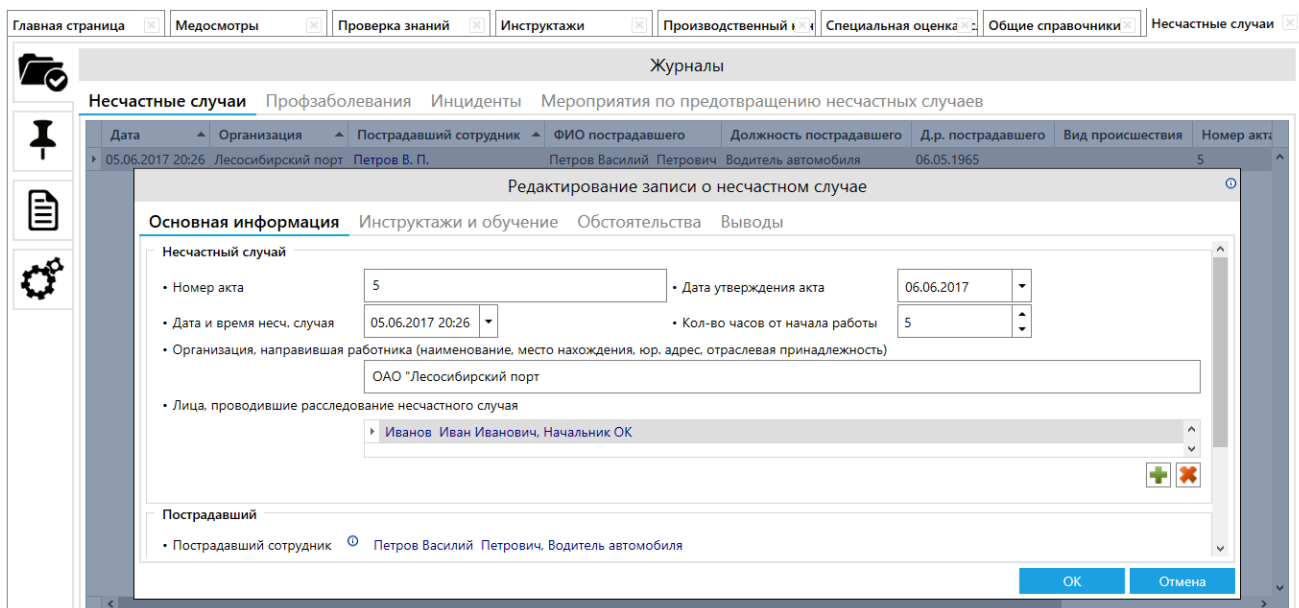 Главная страница Медосмотры Проверка знаний Инструктажи Производственный Специальная оценка Общие справочники Несчастные случаи
Журналы
Несчастные случаи Профзаболевания Инциденты Мероприятия по предотвращению несчастных случаев
Дата Организация Пострадавший сотрудник ФИО пострадавшего Должность пострадавшего Д.р. пострадавшего Вид происшествия Номер акта
05.06.2017 20:26 Лесосибирский порт Петров В. П. Петров Василий Петрович Водитель автомобиля 06.05.1965 5
Редактирование записи о несчастном случае
Основная информация Инструктажи и обучение Обстоятельства Выводы
Несчастный случай
• Номер акта 5 • Дата утверждения акта 06.06.2017
• Дата и время несч. случая 05.06.2017 20:26 • Кол-во часов от начала работы 5
• Организация, направившая работника (наименование, место нахождения, юр. адрес, отраслевая принадлежность)
ОАО "Лесосибирский порт
• Лица, проводившие расследование несчастного случая
Иванов Иван Иванович, Начальник ОК
Пострадавший
• Пострадавший сотрудник Петров Василий Петрович, Водитель автомобиля
ОК Отмена